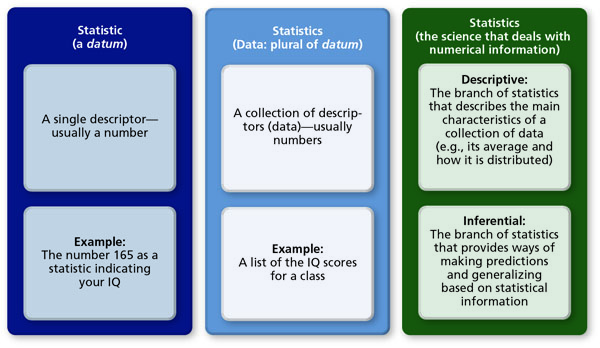 Statistic
(a datum)
A single descriptor—
usually a number
Example:
The number 165 as a
statistic indicating
your IQ
Statistics
(Data: plural of datum)
A collection of descrip-
tors (data)—usually
numbers
Example:
A list of the IQ scores
for a class
Statistics
(the science that deals with
numerical information)
Descriptive:
The branch of statistics
that describes the main
characteristics of a
collection of data
(e.g., its average and
how it is distributed)
Inferential:
The branch of statistics
that provides ways of
making predictions
and generalizing
based on statistical
information